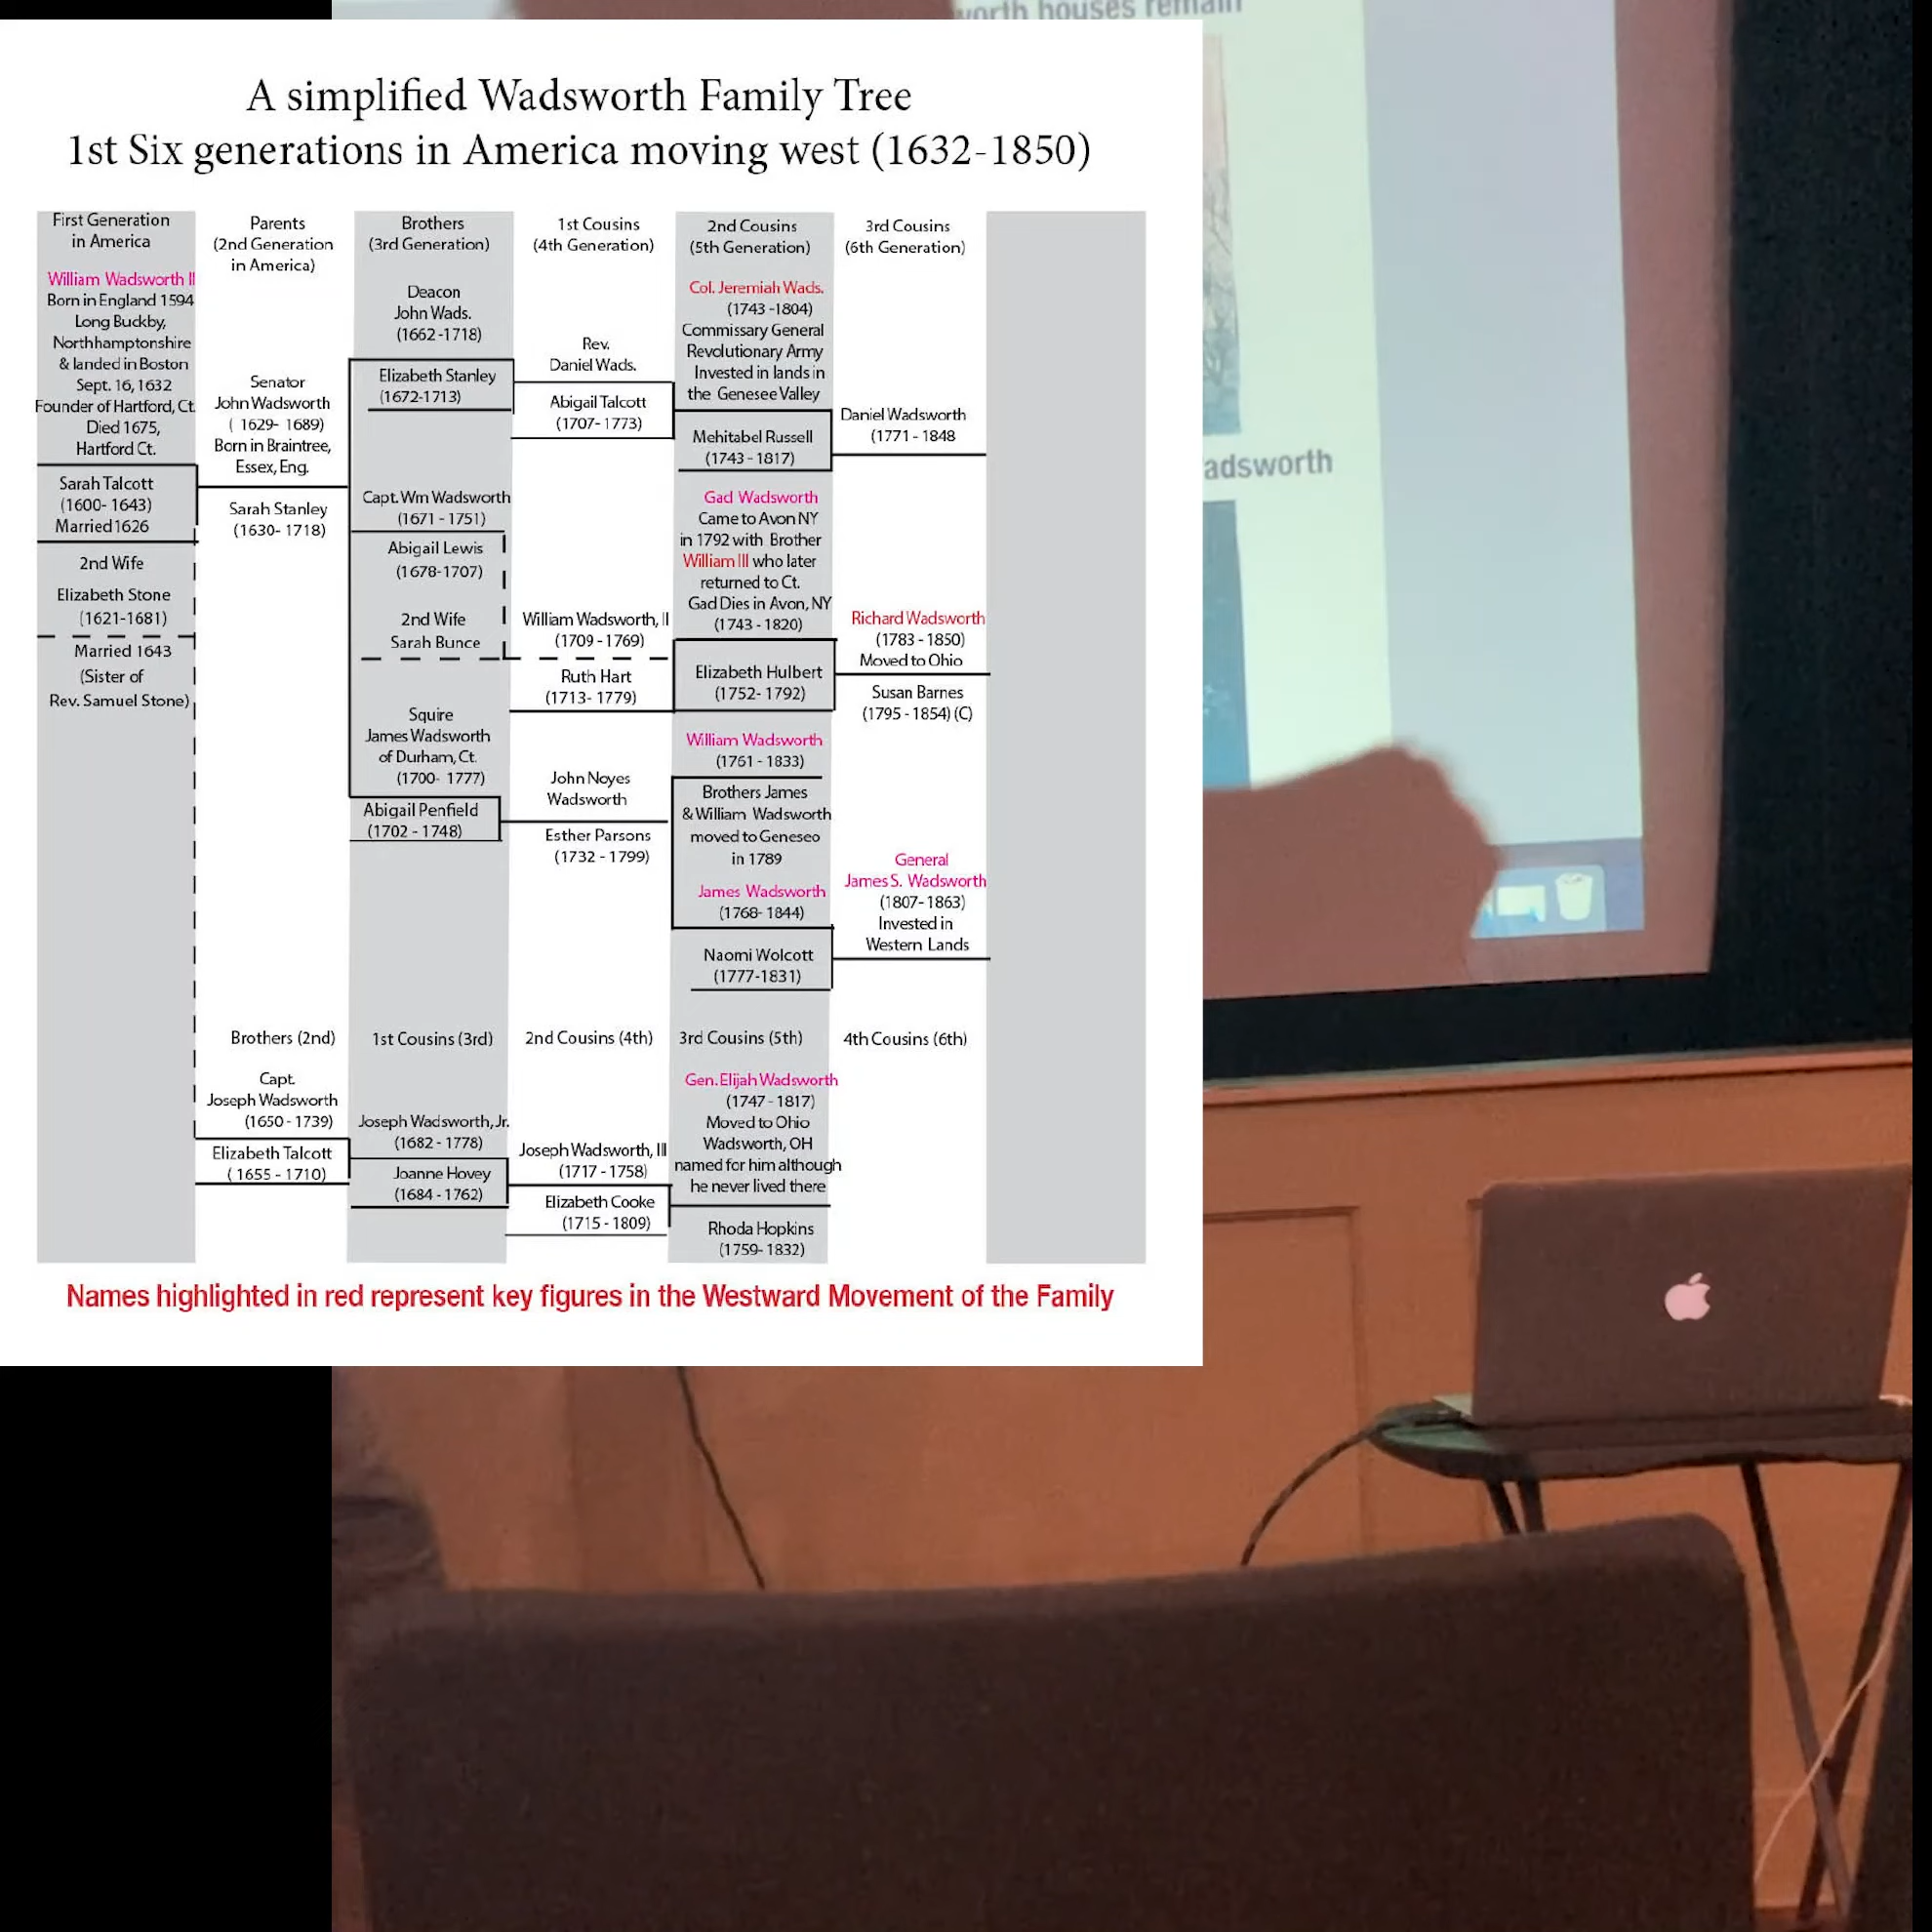 worth houses remain
A simplified Wadsworth Family Tree
1st Six generations in America moving west (1632-1850)
First Generation
in America
William Wadsworth II
Born in England 1594
Long Buckby,
Northhamptonshire
& landed in Boston
Sept. 16, 1632
Founder of Hartford, Ct.
Died 1675,
Hartford Ct.
Sarah Talcott
(1600- 1643)
Married 1626
2nd Wife
Elizabeth Stone
(1621-1681)
Married 1643
(Sister of
Rev. Samuel Stone)
Parents
(2nd Generation
in America)
Senator
John Wadsworth
( 1629- 1689)
Born in Braintree,
Essex, Eng.
Sarah Stanley
(1630- 1718)
Brothers
(3rd Generation)
Deacon
John Wads.
(1662 -1718)
Elizabeth Stanley
(1672-1713)
Capt. Wm Wadsworth
(1671 - 1751)
Abigail Lewis
(1678-1707)
2nd Wife
Sarah Bunce
Squire
James Wadsworth
of Durham, Ct.
(1700- 1777)
Abigail Penfield
(1702 - 1748)
1st Cousins
(4th Generation)
Rev.
Daniel Wads.
Abigail Talcott
(1707- 1773)
William Wadsworth, II
(1709 - 1769)
Ruth Hart
(1713- 1779)
John Noyes
Wadsworth
Esther Parsons
(1732 - 1799)
2nd Cousins
(5th Generation)
Col. Jeremiah Wads.
(1743 -1804)
Commissary General
Revolutionary Army
Invested in lands in
the Genesee Valley
Mehitabel Russell
(1743 - 1817)
Gad Wadsworth
Came to Avon NY
in 1792 with Brother
William III who later
returned to Ct.
Gad Dies in Avon, NY
(1743 - 1820)
Elizabeth Hulbert
(1752- 1792)
William Wadsworth
(1761 - 1833)
Brothers James
& William Wadsworth
moved to Geneseo
in 1789
James Wadsworth
(1768- 1844)
Naomi Wolcott
(1777-1831)
3rd Cousins
(6th Generation)
Daniel Wadsworth
(1771 - 1848
Richard Wadsworth
(1783 - 1850)
Moved to Ohio
Susan Barnes
(1795 - 1854) (C)
General
James S. Wadsworth
(1807- 1863)
Invested in
Western Lands
Brothers (2nd)
Capt.
Joseph Wadsworth
(1650 - 1739)
Elizabeth Talcott
( 1655 - 1710)
1st Cousins (3rd)
Joseph Wadsworth, Jr.
(1682 - 1778)
Joanne Hovey
(1684 - 1762)
2nd Cousins (4th)
Joseph Wadsworth, III
(1717 - 1758)
Elizabeth Cooke
(1715 - 1809)
3rd Cousins (5th)
Gen. Elijah Wadsworth
(1747 - 1817)
Moved to Ohio
Wadsworth, OH
named for him although
he never lived there
Rhoda Hopkins
(1759- 1832)
4th Cousins (6th)
Names highlighted in red represent key figures in the Westward Movement of the Family
adsworth